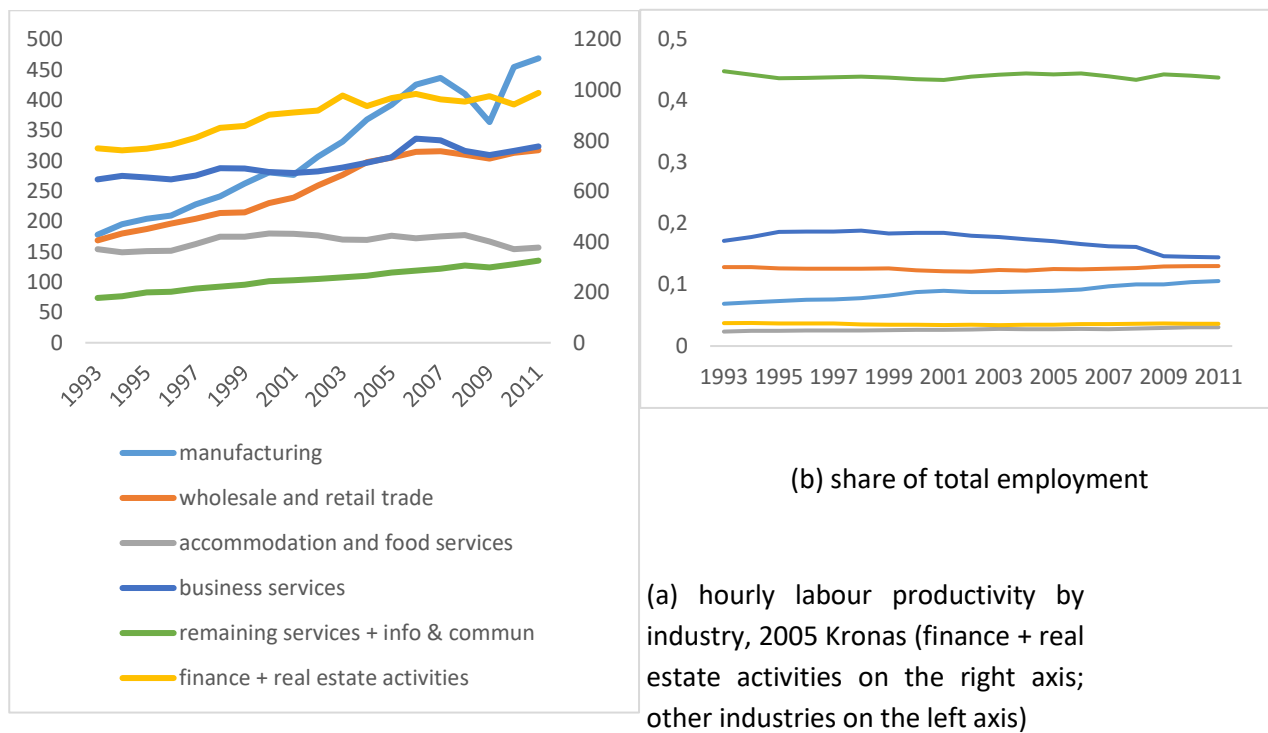 500
450
400
350
300
250
200
150
100
50
0
1200
1000
800
600
400
200
0
1993
1995
1997
1999
2001
2003
2005
2007
2009
2011
manufacturing
wholesale and retail trade
accommodation and food services
business services
remaining services + info & commun
finance + real estate activities
0,5
0,4
0,3
0,2
0,1
0
1993 1995 1997 1999 2001 2003 2005 2007 2009 2011
(b) share of total employment
(a) hourly labour productivity by
industry, 2005 Kronas (finance + real
estate activities on the right axis;
other industries on the left axis)